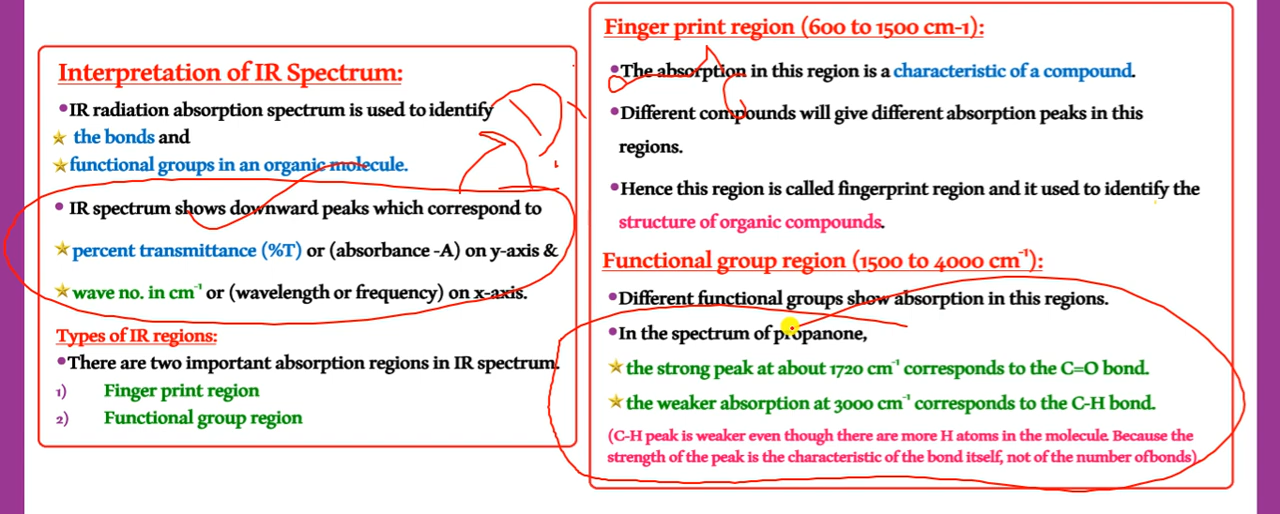 Interpretation of IR Spectrum:
•IR radiation absorption spectrum is used to identify
the bonds and
functional groups in an organic molecule.
• IR spectrum shows downward peaks which correspond to
percent transmittance (%T) or (absorbance -A) on y-axis &
wave no. in cm⁻¹ or (wavelength or frequency) on x-axis.
Types of IR regions:
•There are two important absorption regions in IR spectrum.
1) Finger print region
2) Functional group region
Finger print region (600 to 1500 cm-1):
•The absorption in this region is a characteristic of a compound.
•Different compounds will give different absorption peaks in this
regions.
•Hence this region is called fingerprint region and it used to identify the
structure of organic compounds.
Functional group region (1500 to 4000 cm⁻¹):
•Different functional groups show absorption in this regions.
•In the spectrum of propanone,
the strong peak at about 1720 cm⁻¹ corresponds to the C=O bond.
the weaker absorption at 3000 cm⁻¹ corresponds to the C-H bond.
(C-H peak is weaker even though there are more H atoms in the molecule. Because the
strength of the peak is the characteristic of the bond itself, not of the number ofbonds)